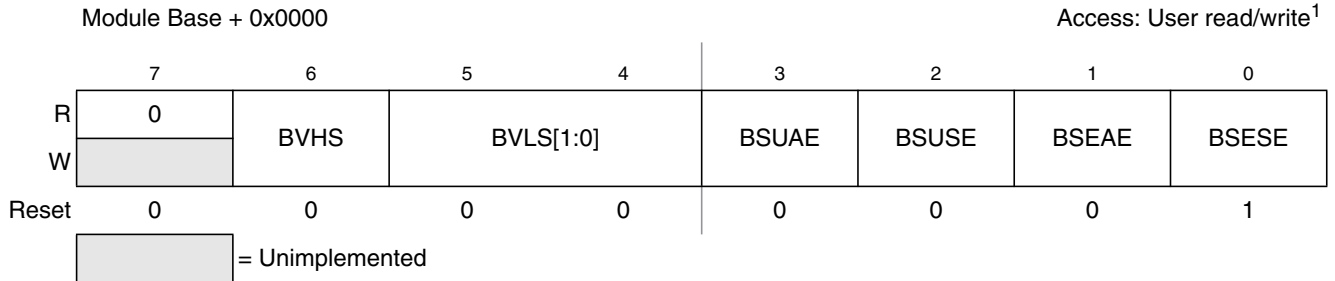 Module Base + 0x0000 Access: User read/write1
7 6 5 4 3 2 1 0
R 0 BVHS BVLS[1:0] BSUAE BSUSE BSEAE BSESE
W
Reset 0 0 0 0 0 0 0 1
= Unimplemented